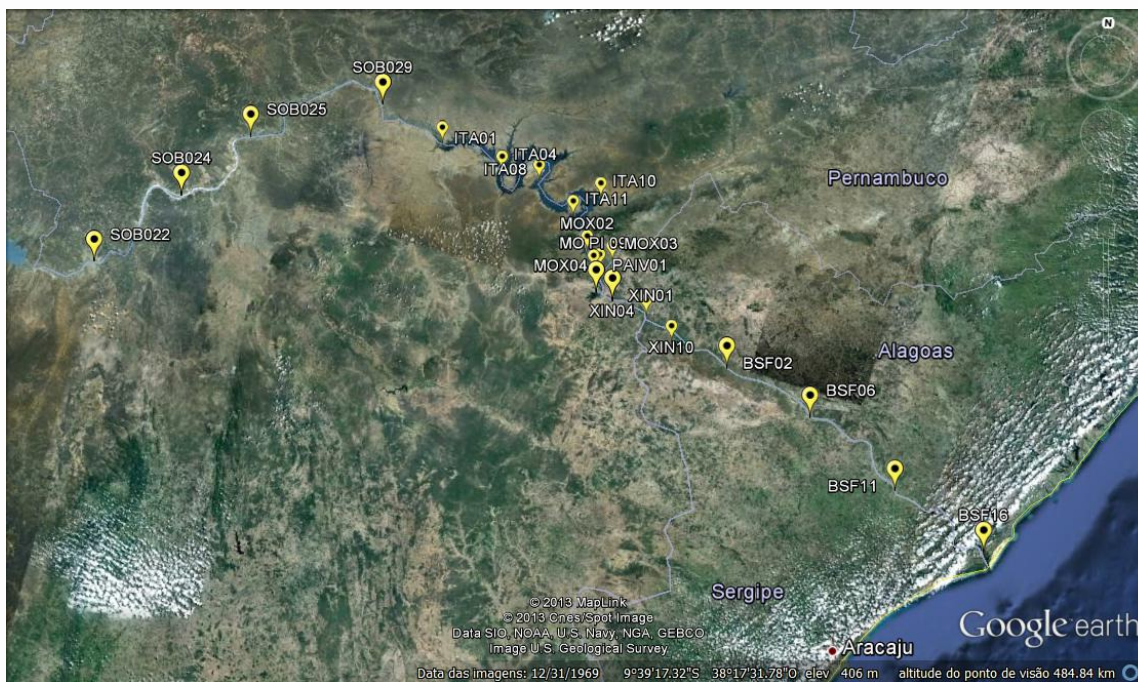 N
SOB029
SOB025
ITA01
SOB024
ITA04
ITA08
ITA10
Pernambuco
ITA11
MOX02
SOB022
MOX03
MOX04
PAIV01
XIN01
XIN04
XIN10
BSF02
Alagoas
BSF06
BSF11
BSF16
Sergipe
© 2013 MapLink
© 2013 Cnes/Spot Image
Data SIO, NOAA, U.S. Navy, NGA, GEBCO
Image U.S. Geological Survey
Google earth
Aracaju
Data das imagens: 12/31/1969 9°39'17.32"S 38°17'31.78"O elev 406 m altitude do ponto de visão 484.84 km